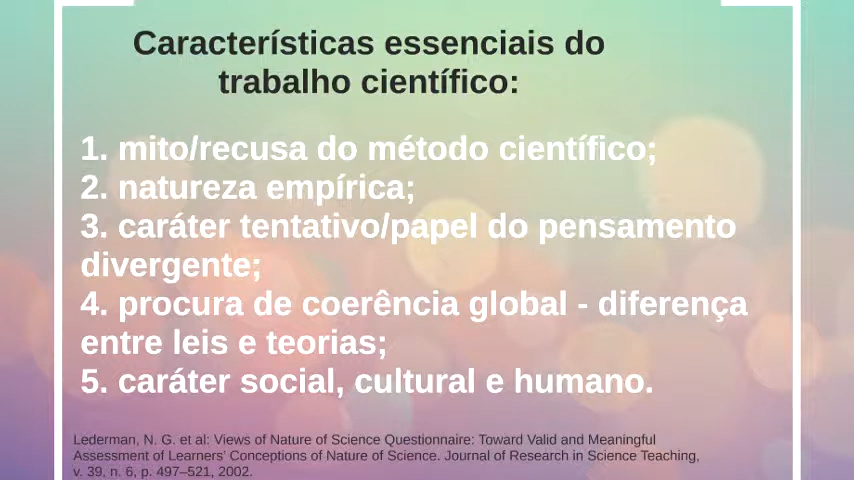 Características essenciais do
trabalho científico:
1. mito/recusa do método científico;
2. natureza empírica;
3. caráter tentativo/papel do pensamento
divergente;
4. procura de coerência global - diferença
entre leis e teorias;
5. caráter social, cultural e humano.
Lederman, N. G. et al: Views of Nature of Science Questionnaire: Toward Valid and Meaningful
Assessment of Learners’ Conceptions of Nature of Science. Journal of Research in Science Teaching,
v. 39, n. 6, p. 497–521, 2002.